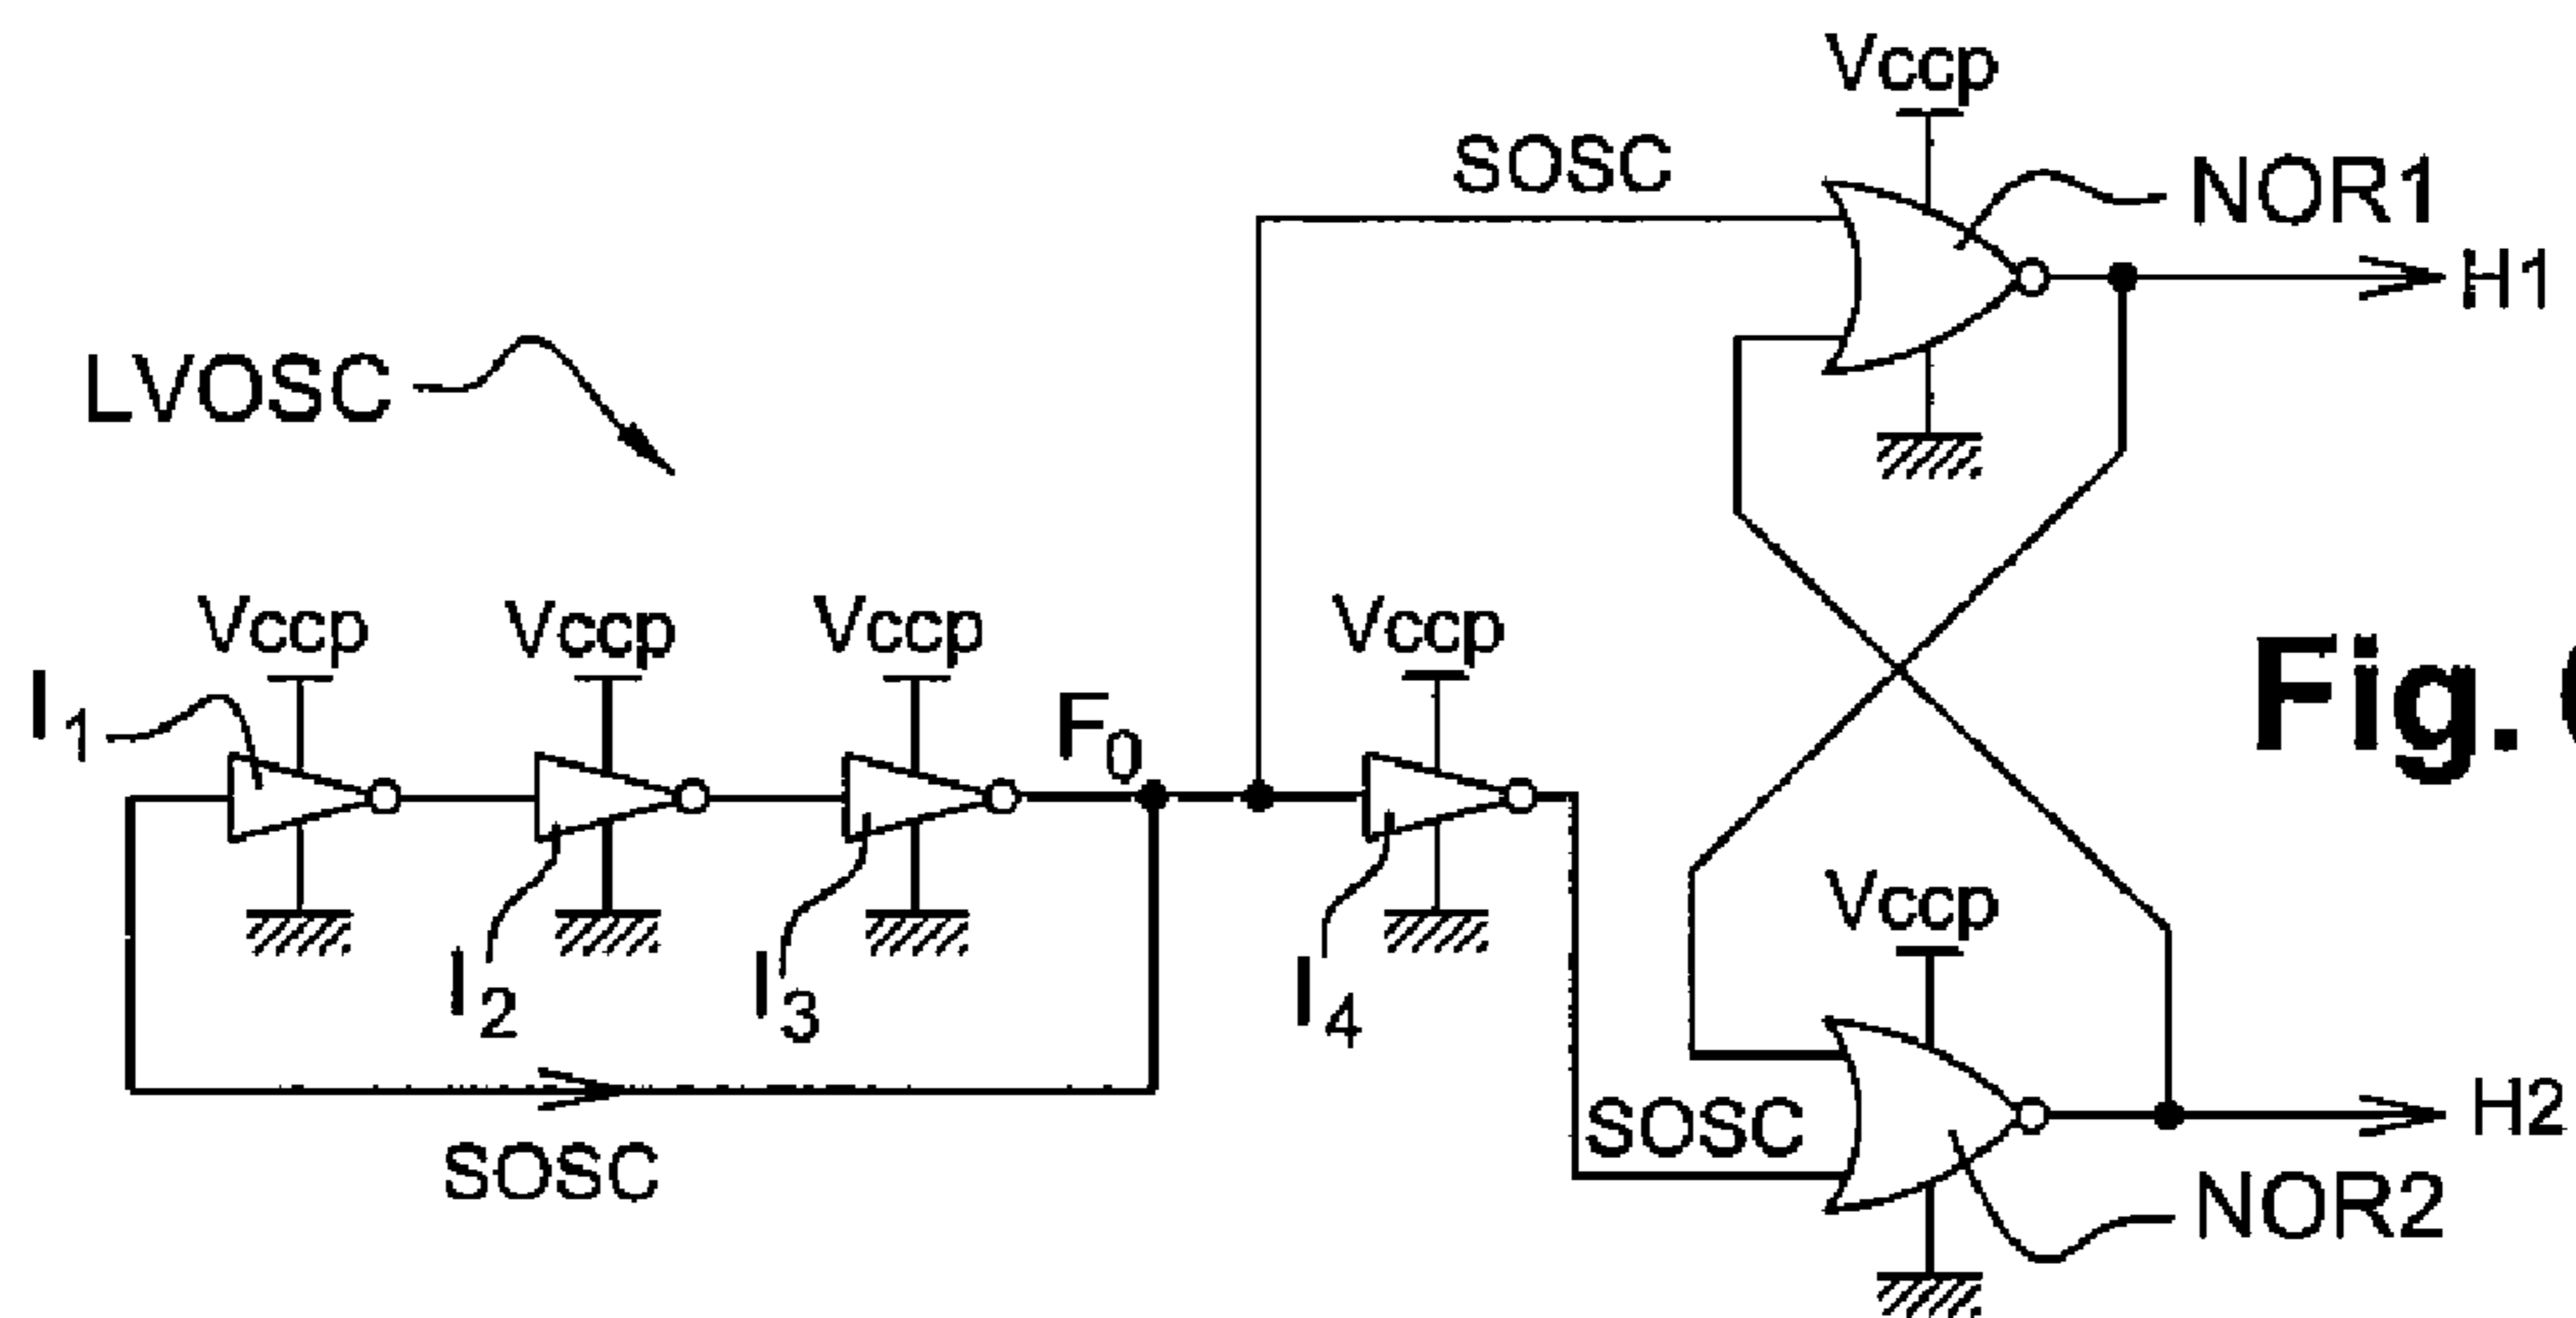 Vccp
SOSC
NOR1
H1
LVOSC
Vccp
Vccp
Vccp
Vccp
I1
F0
Fig.
I2
I3
I4
Vccp
SOSC
SOSC
H2
NOR2